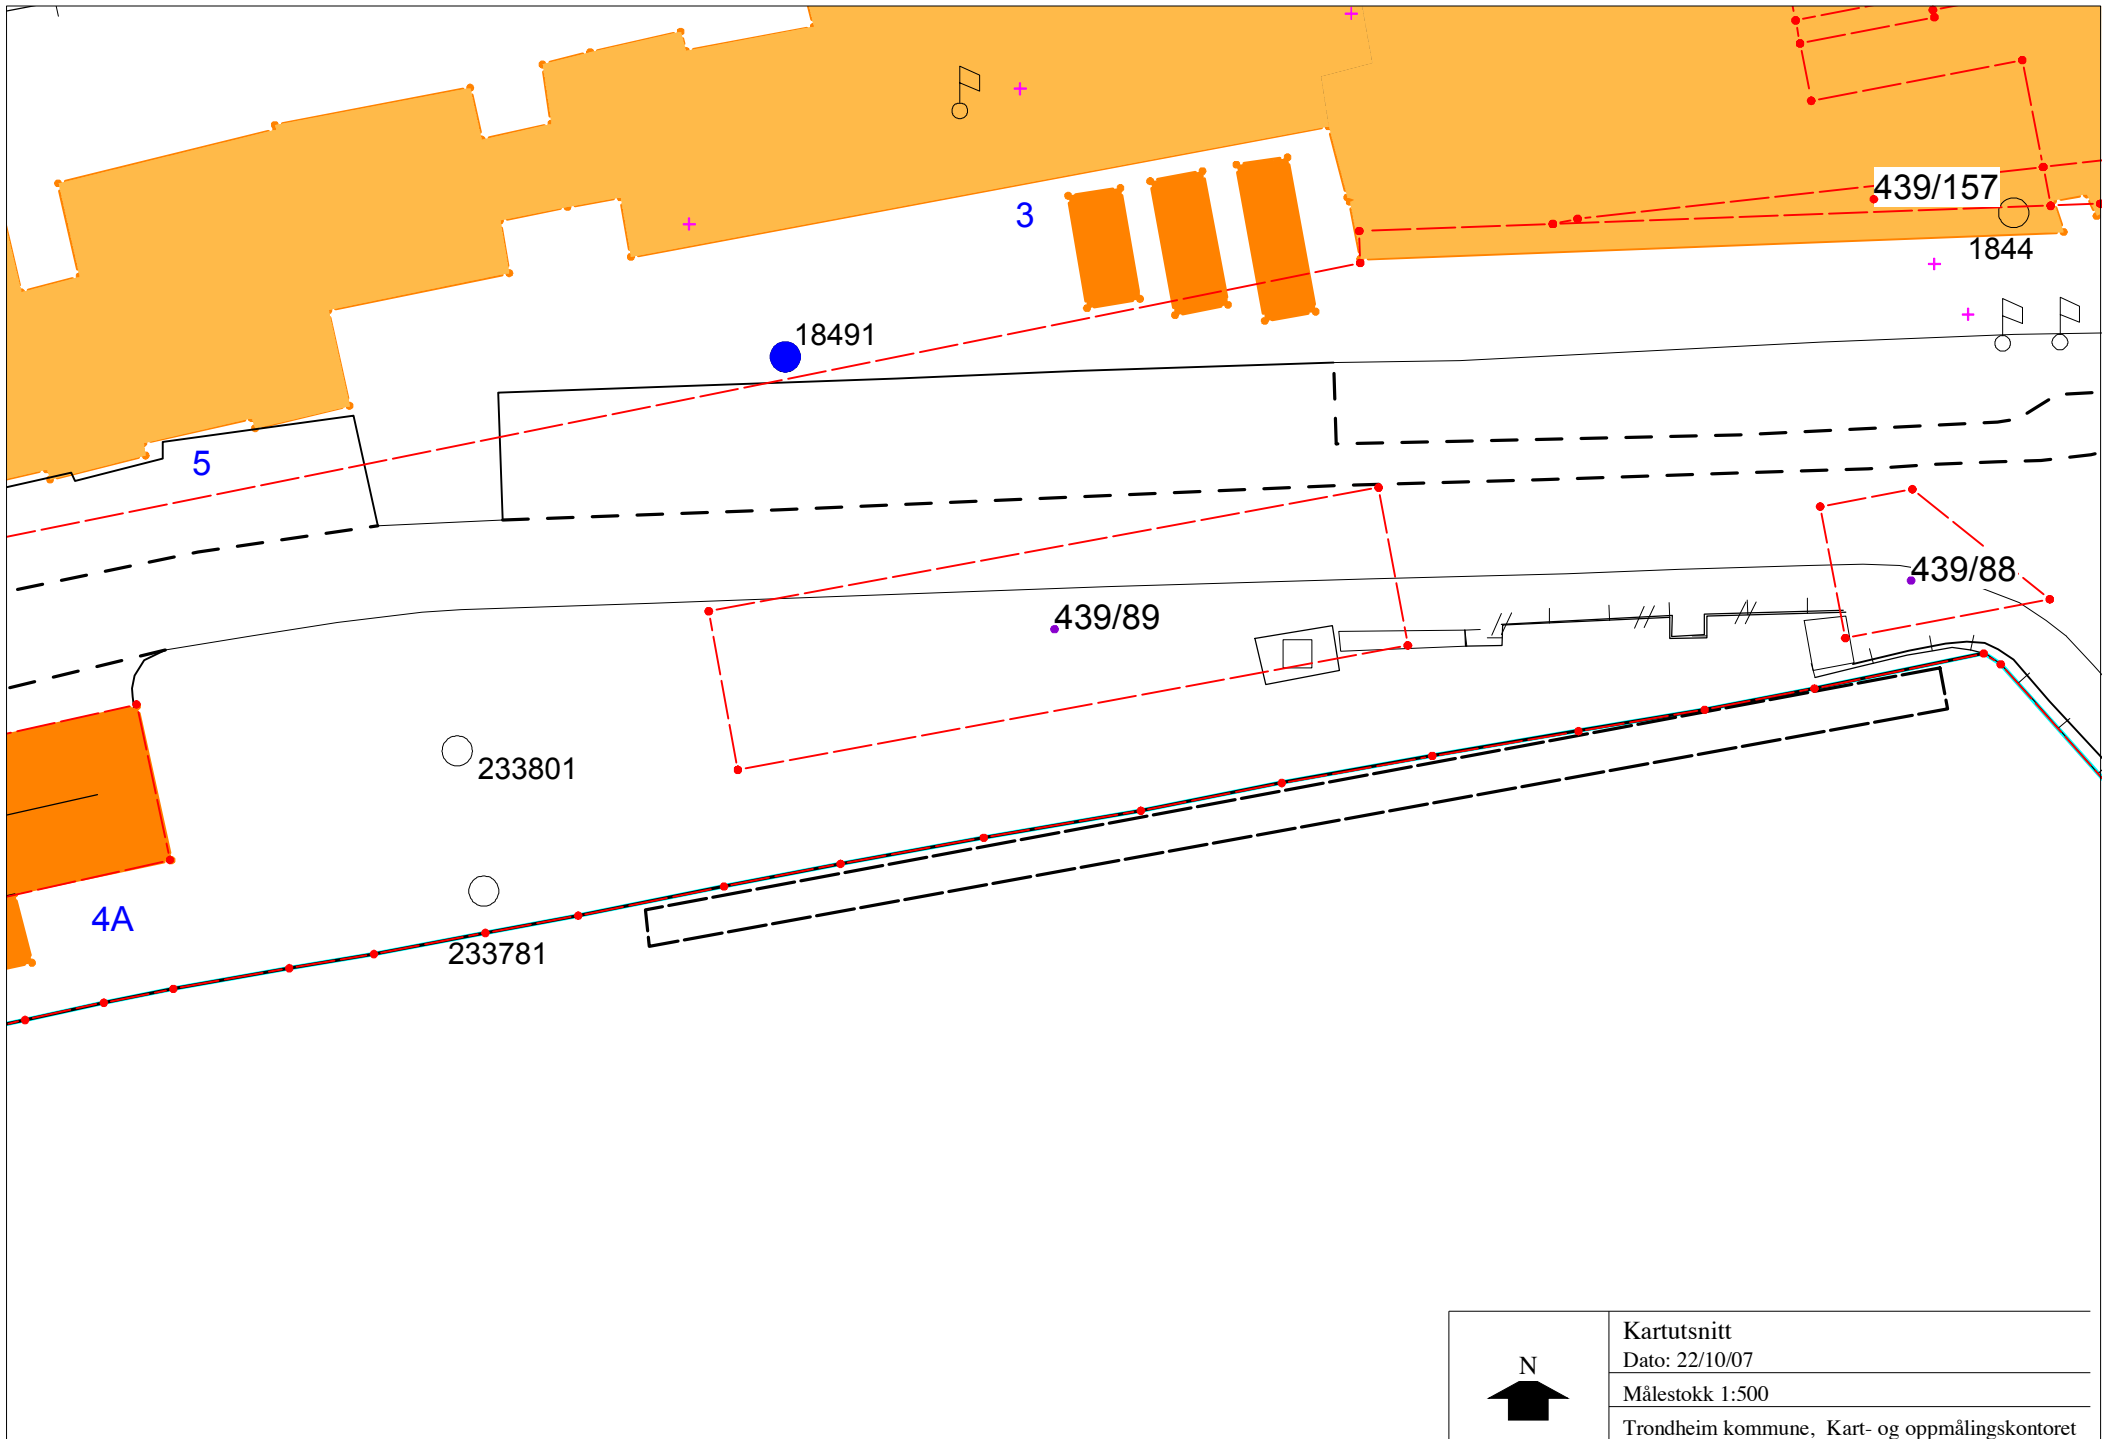 439/157
3
1844
18491
5
439/88
439/89
233801
4A
233781
Kartutsnitt
N
Dato: 22/10/07
Målestokk 1:500
Trondheim kommune, Kart- og oppmålingskontoret